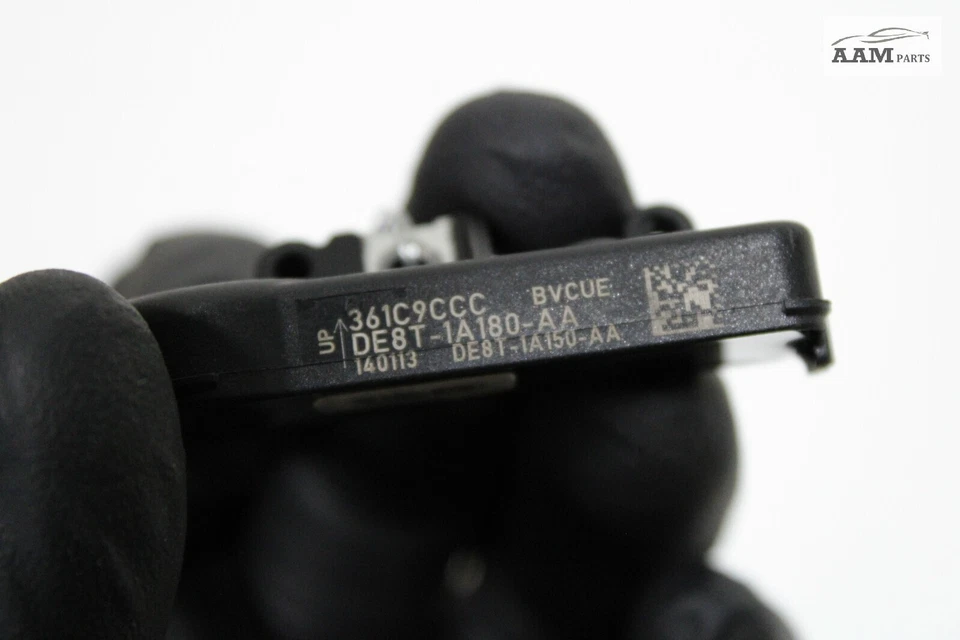 AAM PARTS
UP
361C9CCC BVCUE
DE8T-1A180-AA
140113 DE8T-1A150-AA